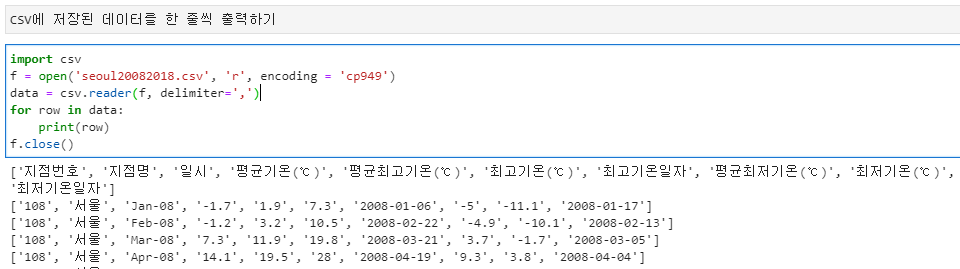 csv에 저장된 데이터를 한 줄씩 출력하기
import csv
f = open('seoul20082018.csv', 'r', encoding = 'cp949')
data = csv.reader(f, delimiter=',')
for row in data:
    print(row)
f.close()
['지점번호', '지점명', '일시', '평균기온(℃)', '평균최고기온(℃)', '최고기온(℃)', '최고기온일자', '평균최저기온(℃)', '최저기온(℃)',
'최저기온일자']
['108', '서울', 'Jan-08', '-1.7', '1.9', '7.3', '2008-01-06', '-5', '-11.1', '2008-01-17']
['108', '서울', 'Feb-08', '-1.2', '3.2', '10.5', '2008-02-22', '-4.9', '-10.1', '2008-02-13']
['108', '서울', 'Mar-08', '7.3', '11.9', '19.8', '2008-03-21', '3.7', '-1.7', '2008-03-05']
['108', '서울', 'Apr-08', '14.1', '19.5', '28', '2008-04-19', '9.3', '3.8', '2008-04-04']